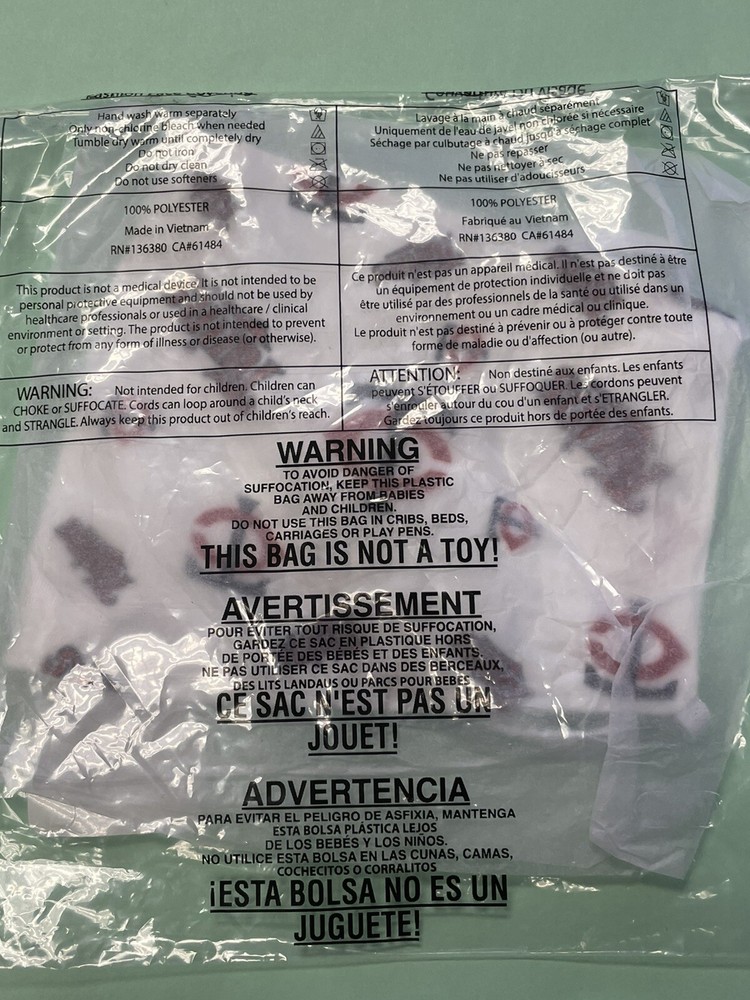 Hand wash warm separately
Only non-chlorine bleach when needed
Tumble dry warm until completely dry
Do not iron
Do not dry clean
Do not use softeners
100% POLYESTER
Made in Vietnam
RN#136380 CA#61484
This product is not a medical device. It is not intended to be
personal protective equipment and should not be used by
healthcare professionals or used in a healthcare / clinical
environment or setting. The product is not intended to prevent
or protect from any form of illness or disease (or otherwise).
WARNING: Not intended for children. Children can
CHOKE or SUFFOCATE. Cords can loop around a child's neck
and STRANGLE. Always keep this product out of children's reach.
Lavage à la main à chaud séparément
Uniquement de l'eau de javel non chlorée si nécessaire
Séchage par culbutage à chaud jusqu'à séchage complet
Ne pas repasser
Ne pas nettoyer à sec
Ne pas utiliser d'adoucisseurs
100% POLYESTER
Fabriqué au Vietnam
RN#136380 CA#61484
Ce produit n'est pas un appareil médical. Il n'est pas destiné à être
un équipement de protection individuelle et ne doit pas
être utilisé par des professionnels de la santé ou utilisé dans un
environnement ou un cadre médical ou clinique.
Le produit n'est pas destiné à prévenir ou à protéger contre toute
forme de maladie ou d'affection (ou autre).
ATTENTION: Non destiné aux enfants. Les enfants
peuvent S'ÉTOUFFER ou SUFFOQUER. Les cordons peuvent
s'enrouler autour du cou d'un enfant et s'ETRANGLER.
Gardez toujours ce produit hors de portée des enfants.
WARNING
TO AVOID DANGER OF
SUFFOCATION, KEEP THIS PLASTIC
BAG AWAY FROM BABIES
AND CHILDREN.
DO NOT USE THIS BAG IN CRIBS, BEDS,
CARRIAGES OR PLAY PENS.
THIS BAG IS NOT A TOY!
AVERTISSEMENT
POUR ÉVITER TOUT RISQUE DE SUFFOCATION,
GARDEZ CE SAC EN PLASTIQUE HORS
DE PORTÉE DES BÉBÉS ET DES ENFANTS.
NE PAS UTILISER CE SAC DANS DES BERCEAUX,
DES LITS LANDAUS OU PARCS POUR BEBÉS
CE SAC N'EST PAS UN
JOUET!
ADVERTENCIA
PARA EVITAR EL PELIGRO DE ASFIXIA, MANTENGA
ESTA BOLSA PLÁSTICA LEJOS
DE LOS BEBÉS Y LOS NIÑOS.
NO UTILICE ESTA BOLSA EN LAS CUNAS, CAMAS,
COCHECITOS O CORRALITOS
¡ESTA BOLSA NO ES UN
JUGUETE!